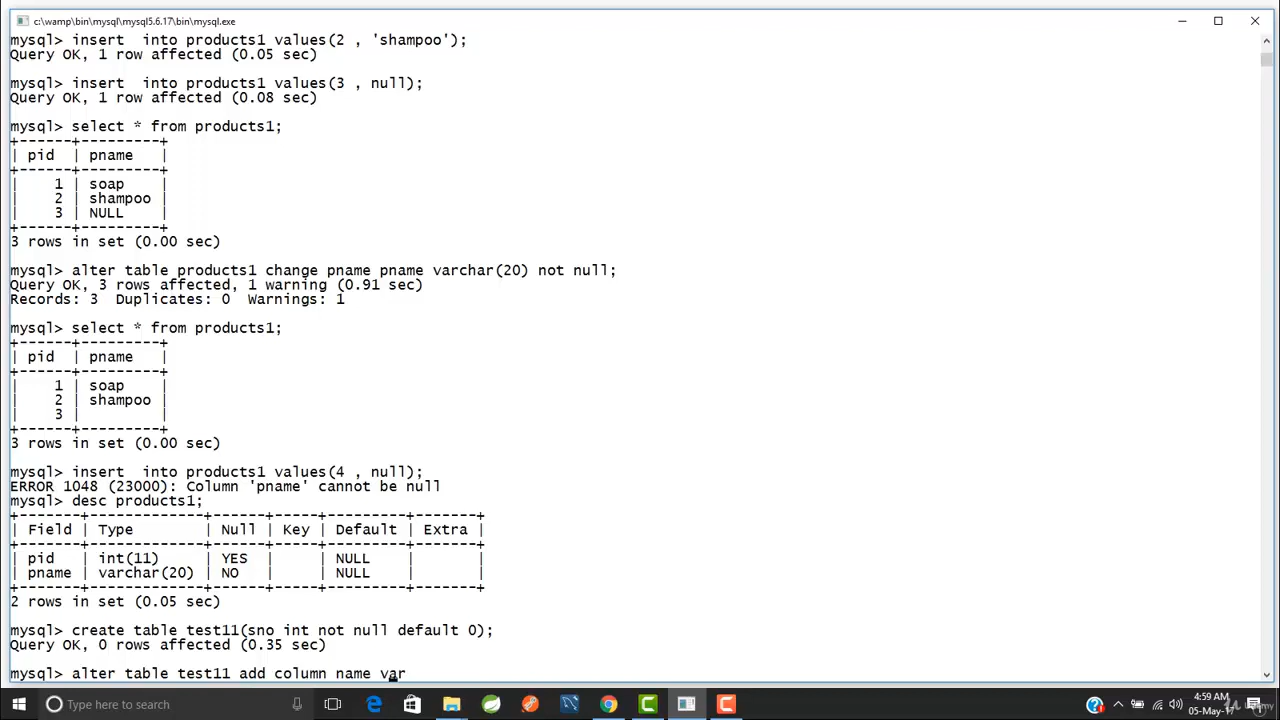 c:\wamp\bin\mysql\mysql5.6.17\bin\mysql.exe
mysql> insert  into products1 values(2 , 'shampoo');
Query OK, 1 row affected (0.05 sec)
mysql> insert  into products1 values(3 , null);
Query OK, 1 row affected (0.08 sec)
mysql> select * from products1;
+------+---------+
| pid  | pname   |
+------+---------+
|    1 | soap    |
|    2 | shampoo |
|    3 | NULL    |
+------+---------+
3 rows in set (0.00 sec)
mysql> alter table products1 change pname pname varchar(20) not null;
Query OK, 3 rows affected, 1 warning (0.91 sec)
Records: 3  Duplicates: 0  Warnings: 1
mysql> select * from products1;
+------+---------+
| pid  | pname   |
+------+---------+
|    1 | soap    |
|    2 | shampoo |
|    3 |         |
+------+---------+
3 rows in set (0.00 sec)
mysql> insert  into products1 values(4 , null);
ERROR 1048 (23000): Column 'pname' cannot be null
mysql> desc products1;
+-------+-------------+------+-----+---------+-------+
| Field | Type        | Null | Key | Default | Extra |
+-------+-------------+------+-----+---------+-------+
| pid   | int(11)     | YES  |     | NULL    |       |
| pname | varchar(20) | NO   |     | NULL    |       |
+-------+-------------+------+-----+---------+-------+
2 rows in set (0.05 sec)
mysql> create table test11(sno int not null default 0);
Query OK, 0 rows affected (0.35 sec)
mysql> alter table test11 add column name var
Type here to search
4:59 AM
05-May-1